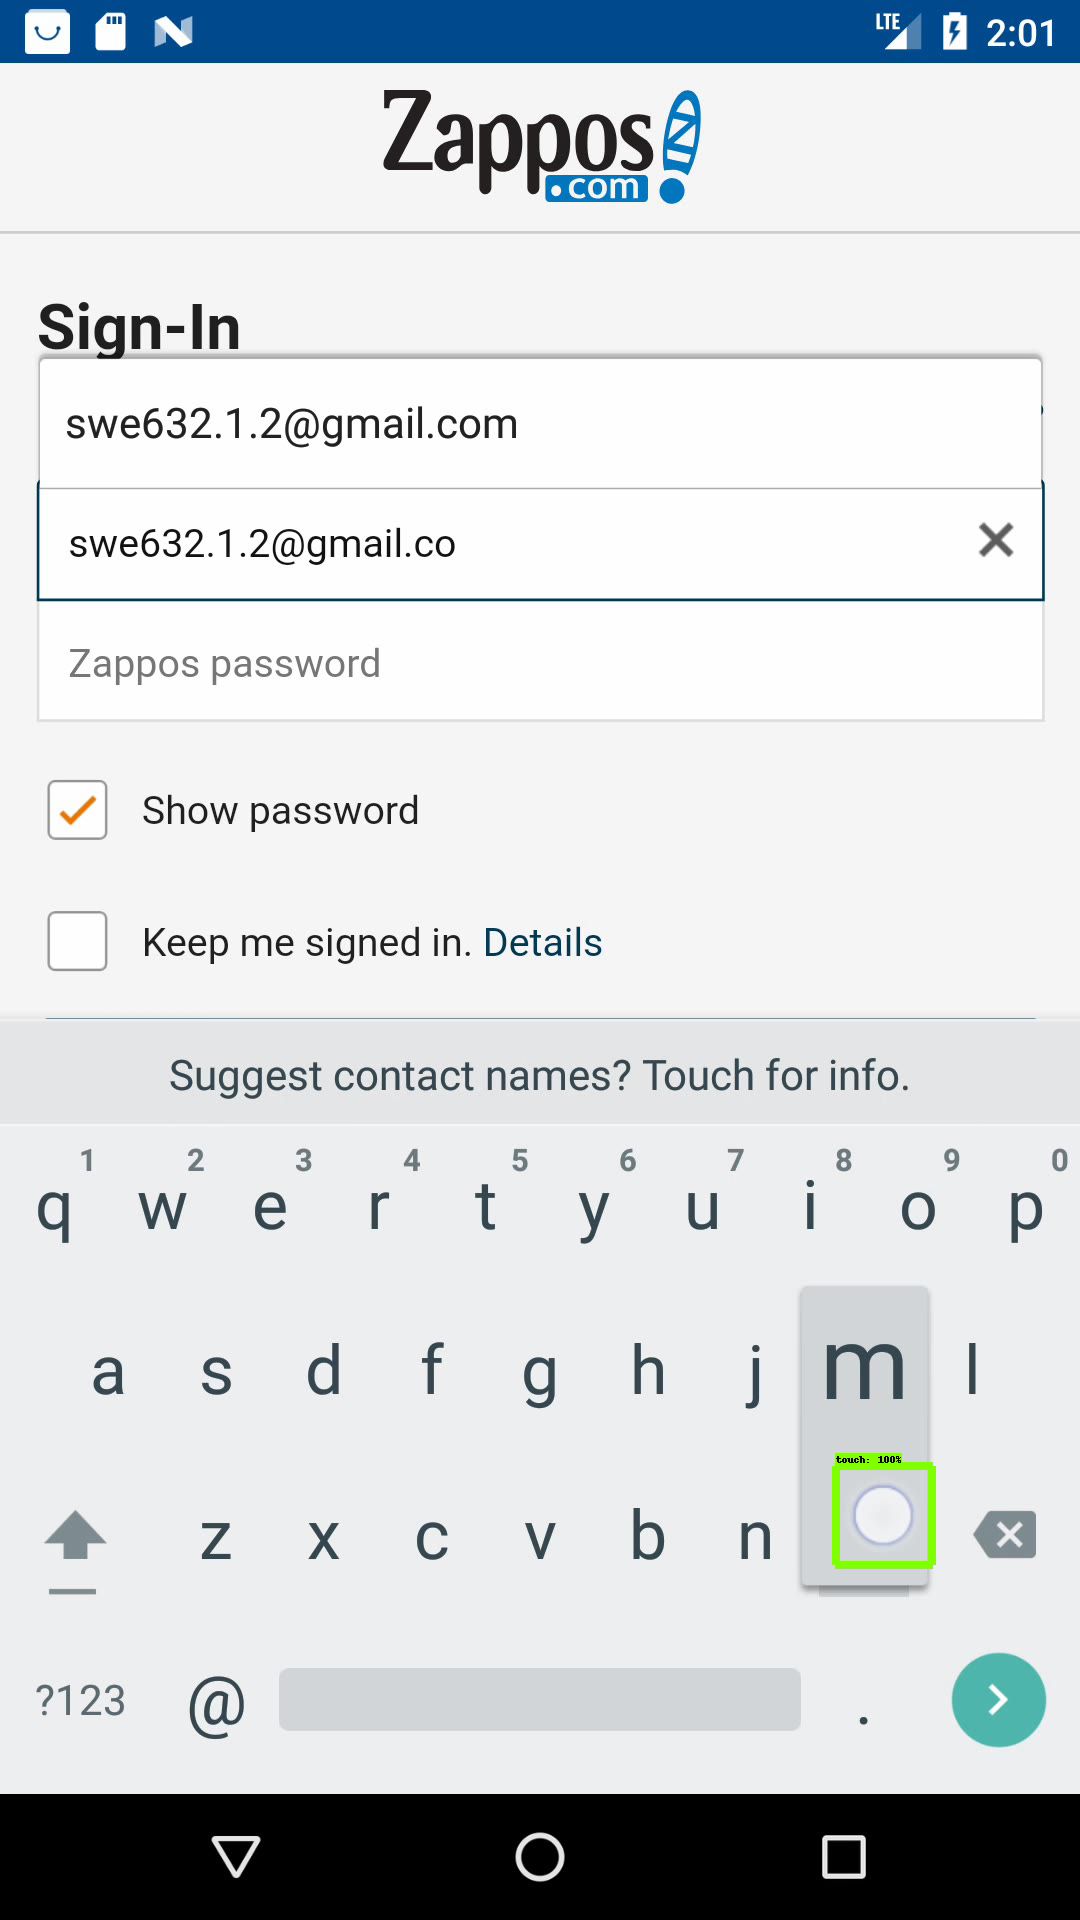 LTE 2:01
Zappos
.com
Sign-In
swe632.1.2@gmail.com
swe632.1.2@gmail.co
Zappos password
Show password
Keep me signed in. Details
Suggest contact names? Touch for info.
1 2 3 4 5 6 7 8 9 0
q w e r t y u i o p
a s d f g h j m l
touch: 100%
z x c v b n
?123 @ .